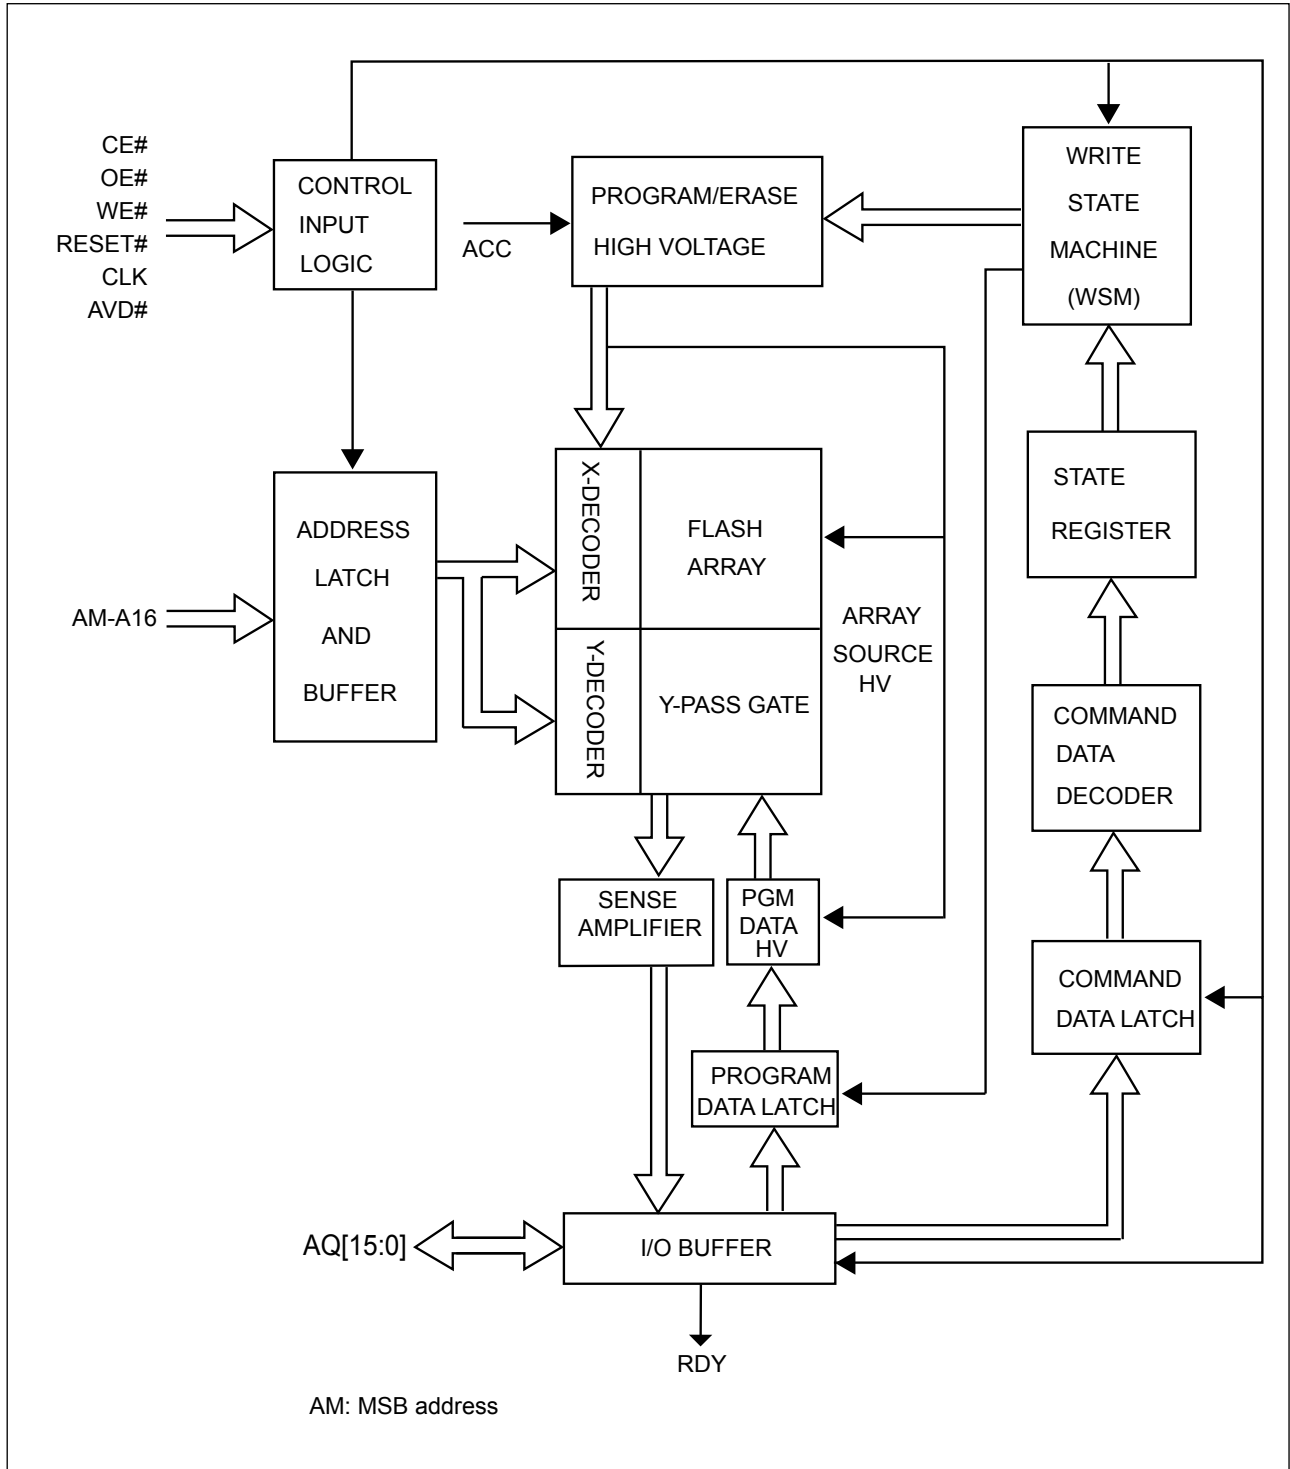 CE#
OE#
WE#
RESET#
CLK
AVD#
CONTROL
INPUT
LOGIC
ACC
PROGRAM/ERASE
HIGH VOLTAGE
WRITE
STATE
MACHINE
(WSM)
STATE
REGISTER
ADDRESS
LATCH
AND
BUFFER
AM-A16
X-DECODER
FLASH
ARRAY
Y-DECODER
Y-PASS GATE
ARRAY
SOURCE
HV
COMMAND
DATA
DECODER
SENSE
AMPLIFIER
PGM
DATA
HV
COMMAND
DATA LATCH
PROGRAM
DATA LATCH
AQ[15:0]
I/O BUFFER
RDY
AM: MSB address